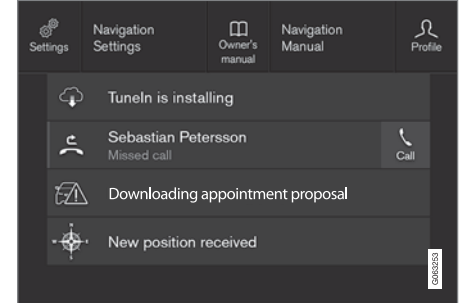 Settings
Navigation
Settings
Owner's
manual
Navigation
Manual
Profile
TuneIn is installing
Sebastian Petersson
Missed call
Call
Downloading appointment proposal
New position received
G063253